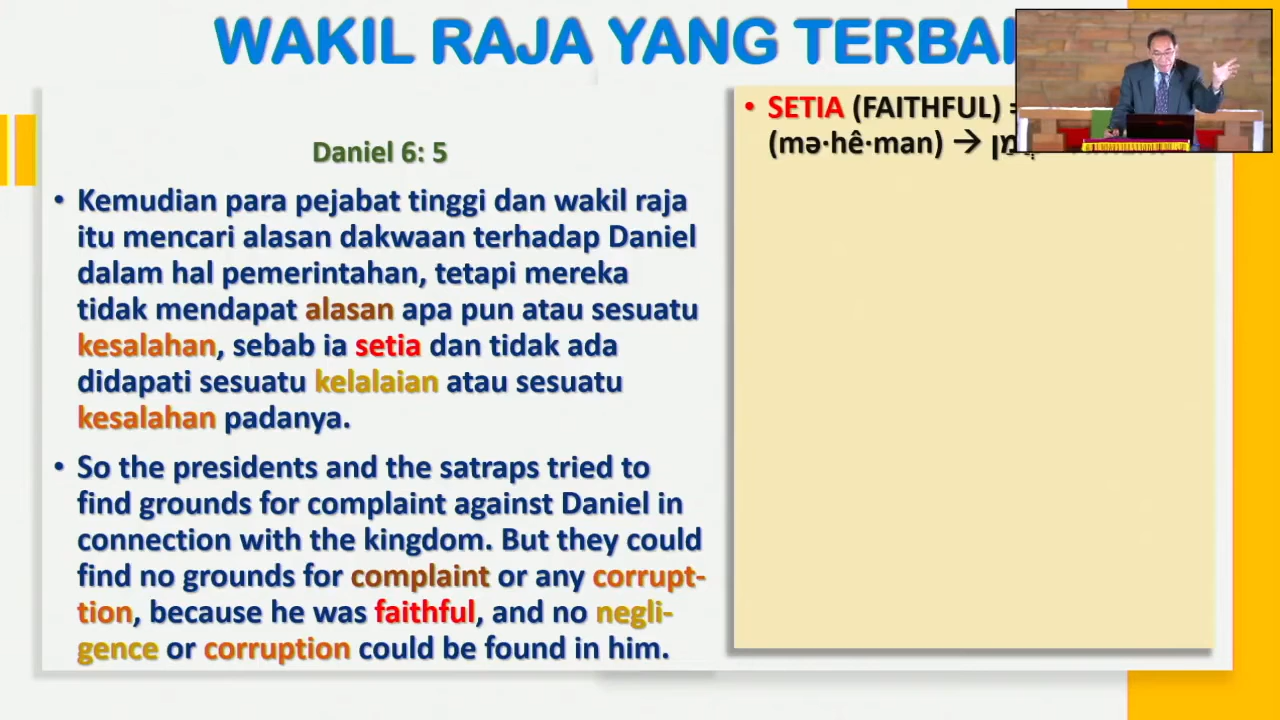 WAKIL RAJA YANG
Daniel 6: 5
• Kemudian para pejabat tinggi dan wakil raja
itu mencari alasan dakwaan terhadap Daniel
dalam hal pemerintahan, tetapi mereka
tidak mendapat alasan apa pun atau sesuatu
kesalahan, sebab ia setia dan tidak ada
didapati sesuatu kelalaian atau sesuatu
kesalahan padanya.
• So the presidents and the satraps tried to
find grounds for complaint against Daniel in
connection with the kingdom. But they could
find no grounds for complaint or any corrupt-
tion, because he was faithful, and no negli-
gence or corruption could be found in him.
• SETIA (FAITHFUL) =
(mə·hê·man) →